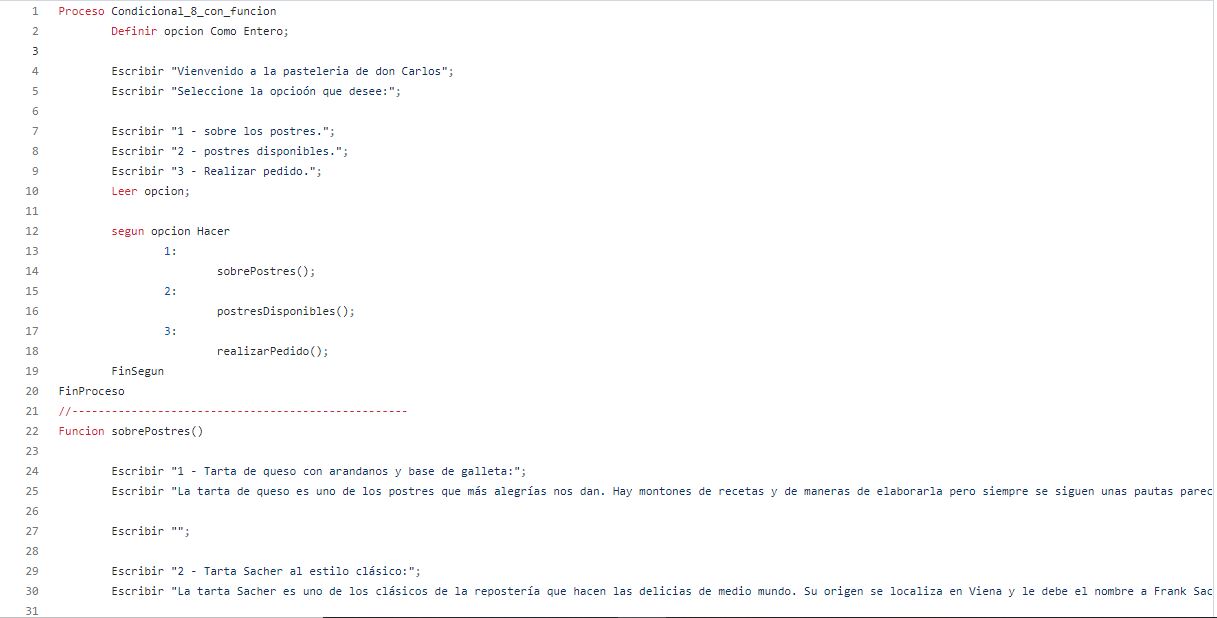 1 Proceso Condicional_8_con_funcion
2 Definir opcion Como Entero;
3
4 Escribir "Vienvenido a la pasteleria de don Carlos";
5 Escribir "Seleccione la opcioón que desee:";
6
7 Escribir "1 - sobre los postres.";
8 Escribir "2 - postres disponibles.";
9 Escribir "3 - Realizar pedido.";
10 Leer opcion;
11
12 segun opcion Hacer
13 1:
14 sobrePostres();
15 2:
16 postresDisponibles();
17 3:
18 realizarPedido();
19 FinSegun
20 FinProceso
21 //---------------------------------------------------
22 Funcion sobrePostres()
23
24 Escribir "1 - Tarta de queso con arandanos y base de galleta:";
25 Escribir "La tarta de queso es uno de los postres que más alegrías nos dan. Hay montones de recetas y de maneras de elaborarla pero siempre se siguen unas pautas parec
26
27 Escribir "";
28
29 Escribir "2 - Tarta Sacher al estilo clásico:";
30 Escribir "La tarta Sacher es uno de los clásicos de la repostería que hacen las delicias de medio mundo. Su origen se localiza en Viena y le debe el nombre a Frank Sac
31